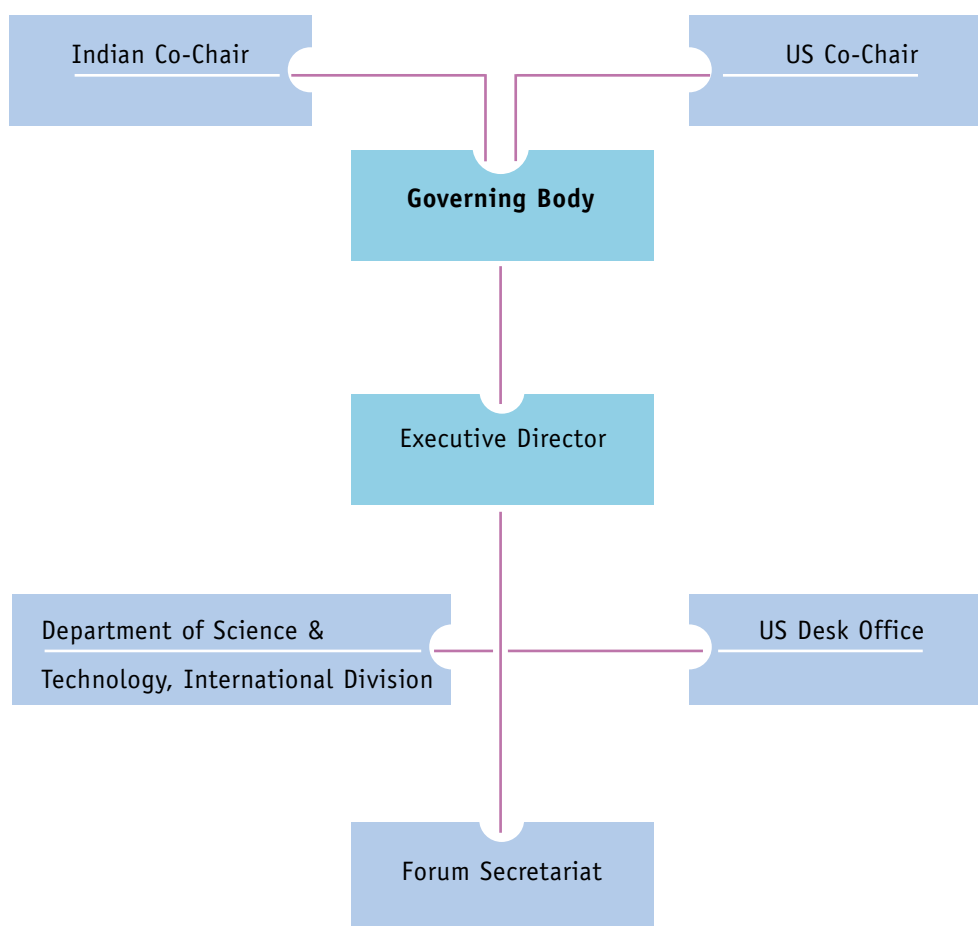 Indian Co-Chair
US Co-Chair
Governing Body
Executive Director
Department of Science &
Technology, International Division
US Desk Office
Forum Secretariat